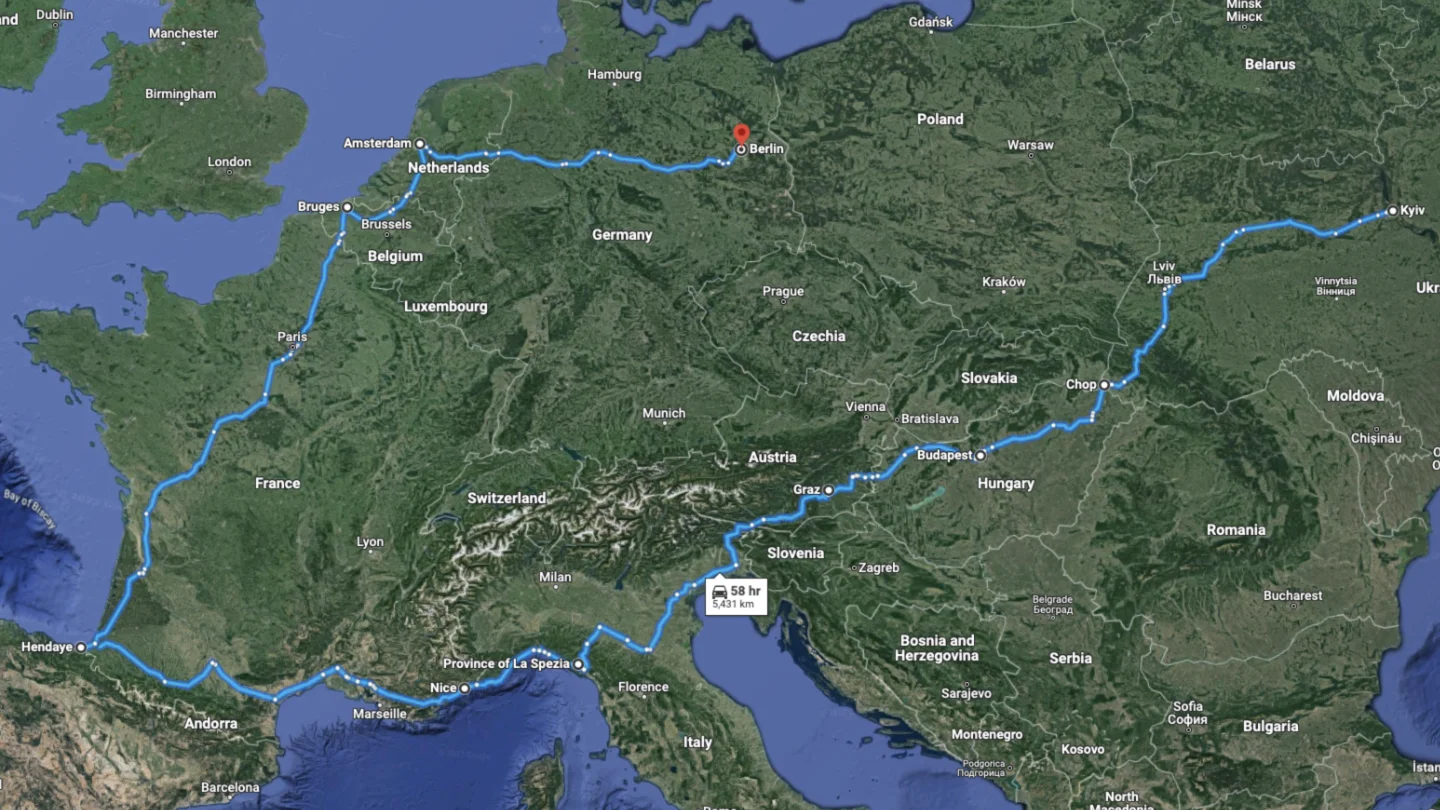 Dublin
Minsk
Мінск
nd
Manchester
Gdańsk
Belarus
Hamburg
Birmingham
Poland
Amsterdam
Berlin
Warsaw
London
Netherlands
Bruges
Kyiv
Brussels
Germany
Belgium
Lviv
Львів
Vinnytsia
Вінниця
Ukr
Prague
Kraków
Luxembourg
Paris
Czechia
Slovakia
Chop
Moldova
Munich
Vienna
Bratislava
Chișinău
Austria
Budapest
France
Graz
Hungary
Switzerland
Bay of Biscay
Romania
Lyon
Slovenia
Zagreb
Milan
58 hr
5,431 km
Belgrade
Београд
Bucharest
Hendaye
Bosnia and
Herzegovina
Serbia
Province of La Spezia
Nice
Florence
Sarajevo
Marseille
Andorra
Sofia
София
Montenegro
Bulgaria
Italy
Kosovo
Podgorica
Подгорица
İstan
Barcelona
North
Macedonia